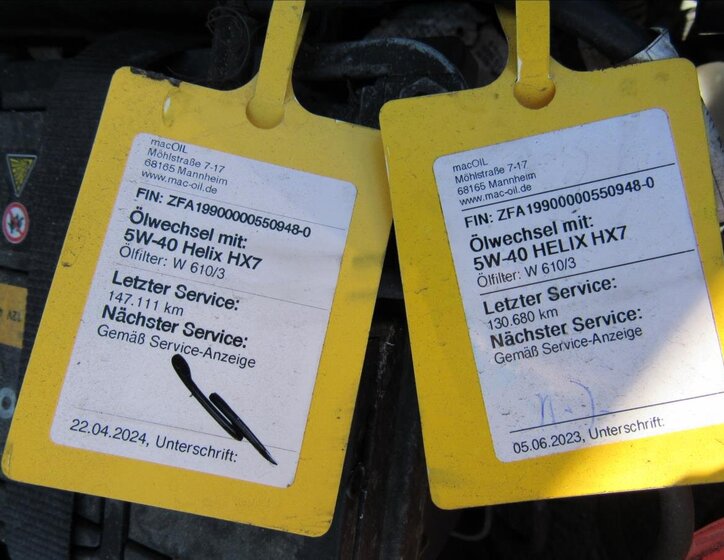 macOIL
Möhlstraße 7-17
68165 Mannheim
www.mac-oil.de
FIN: ZFA19900000550948-0
Ölwechsel mit:
5W-40 Helix HX7
Ölfilter: W 610/3
Letzter Service:
147.111 km
Nächster Service:
Gemäß Service-Anzeige
22.04.2024, Unterschrift:
macOIL
Möhlstraße 7-17
68165 Mannheim
www.mac-oil.de
FIN: ZFA19900000550948-0
Ölwechsel mit:
5W-40 HELIX HX7
Ölfilter: W 610/3
Letzter Service:
130.680 km
Nächster Service:
Gemäß Service-Anzeige
05.06.2023, Unterschrift:
12V